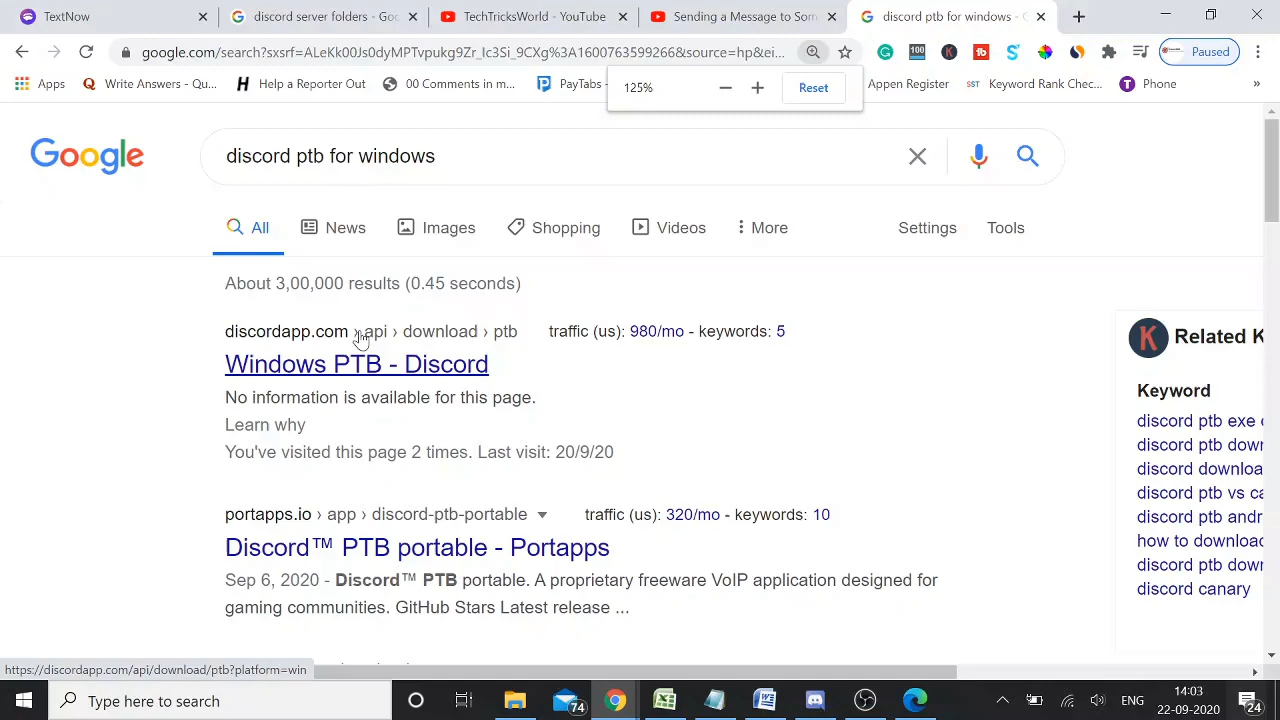 TextNow
discord server folders - Goo
TechTricksWorld - YouTube
Sending a Message to Som
discord ptb for windows - G
google.com/search?sxsrf=ALeKk00Js0dyMPTvpukq9Zr_Ic3Si_9CXg%3A1600763599266&source=hp&ei...
100
fb
Paused
Apps
Write Answers - Qu...
Help a Reporter Out
00 Comments in m...
PayTabs
Appen Register
SST
Keyword Rank Chec...
Phone
»
125%
Reset
Google
discord ptb for windows
All
News
Images
Shopping
Videos
More
Settings
Tools
About 3,00,000 results (0.45 seconds)
discordapp.com › api › download › ptb
traffic (us): 980/mo - keywords: 5
Windows PTB - Discord
No information is available for this page.
Learn why
You've visited this page 2 times. Last visit: 20/9/20
portapps.io › app › discord-ptb-portable
traffic (us): 320/mo - keywords: 10
Discord™ PTB portable - Portapps
Sep 6, 2020 - Discord™ PTB portable. A proprietary freeware VoIP application designed for
gaming communities. GitHub Stars Latest release ...
K
Related K
Keyword
discord ptb exe
discord ptb dow
discord downloa
discord ptb vs ca
discord ptb andr
how to download
discord ptb dow
discord canary
https://discordapp.com/api/download/ptb?platform=win
Type here to search
74
ENG
14:03
22-09-2020
24